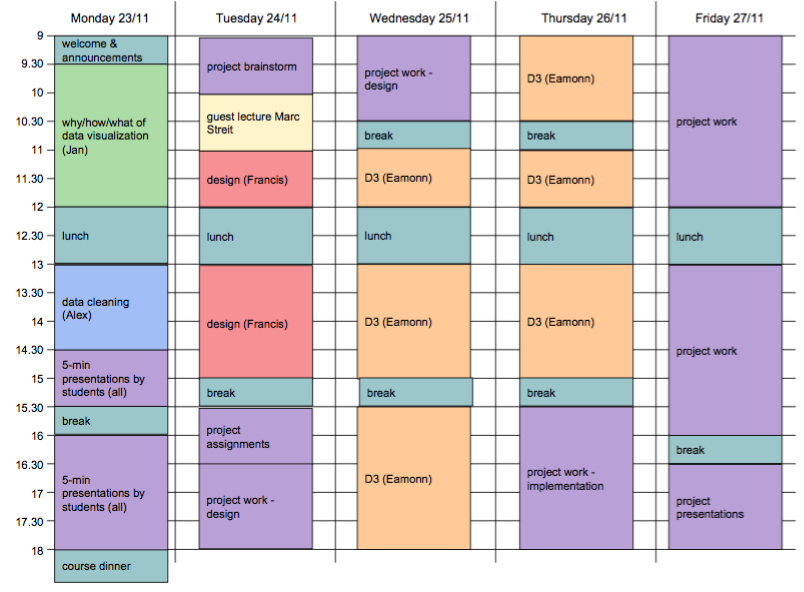 Monday 23/11
Tuesday 24/11
Wednesday 25/11
Thursday 26/11
Friday 27/11
9
9.30
10
10.30
11
11.30
12
12.30
13
13.30
14
14.30
15
15.30
16
16.30
17
17.30
18
welcome &
announcements
why/how/what of
data visualization
(Jan)
lunch
data cleaning
(Alex)
5-min
presentations by
students (all)
break
5-min
presentations by
students (all)
course dinner
project brainstorm
guest lecture Marc
Streit
design (Francis)
lunch
design (Francis)
break
project
assignments
project work -
design
project work -
design
break
D3 (Eamonn)
lunch
D3 (Eamonn)
break
D3 (Eamonn)
D3 (Eamonn)
break
D3 (Eamonn)
lunch
D3 (Eamonn)
break
project work -
implementation
project work
lunch
project work
break
project
presentations